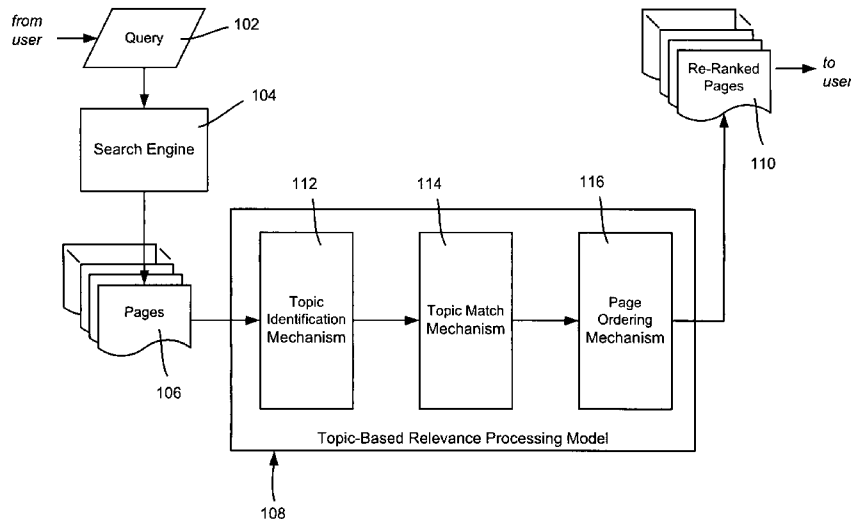 from
user
Query
102
104
Search Engine
Pages
106
112
114
116
Topic
Identification
Mechanism
Topic Match
Mechanism
Page
Ordering
Mechanism
Topic-Based Relevance Processing Model
108
Re-Ranked
Pages
to
user
110